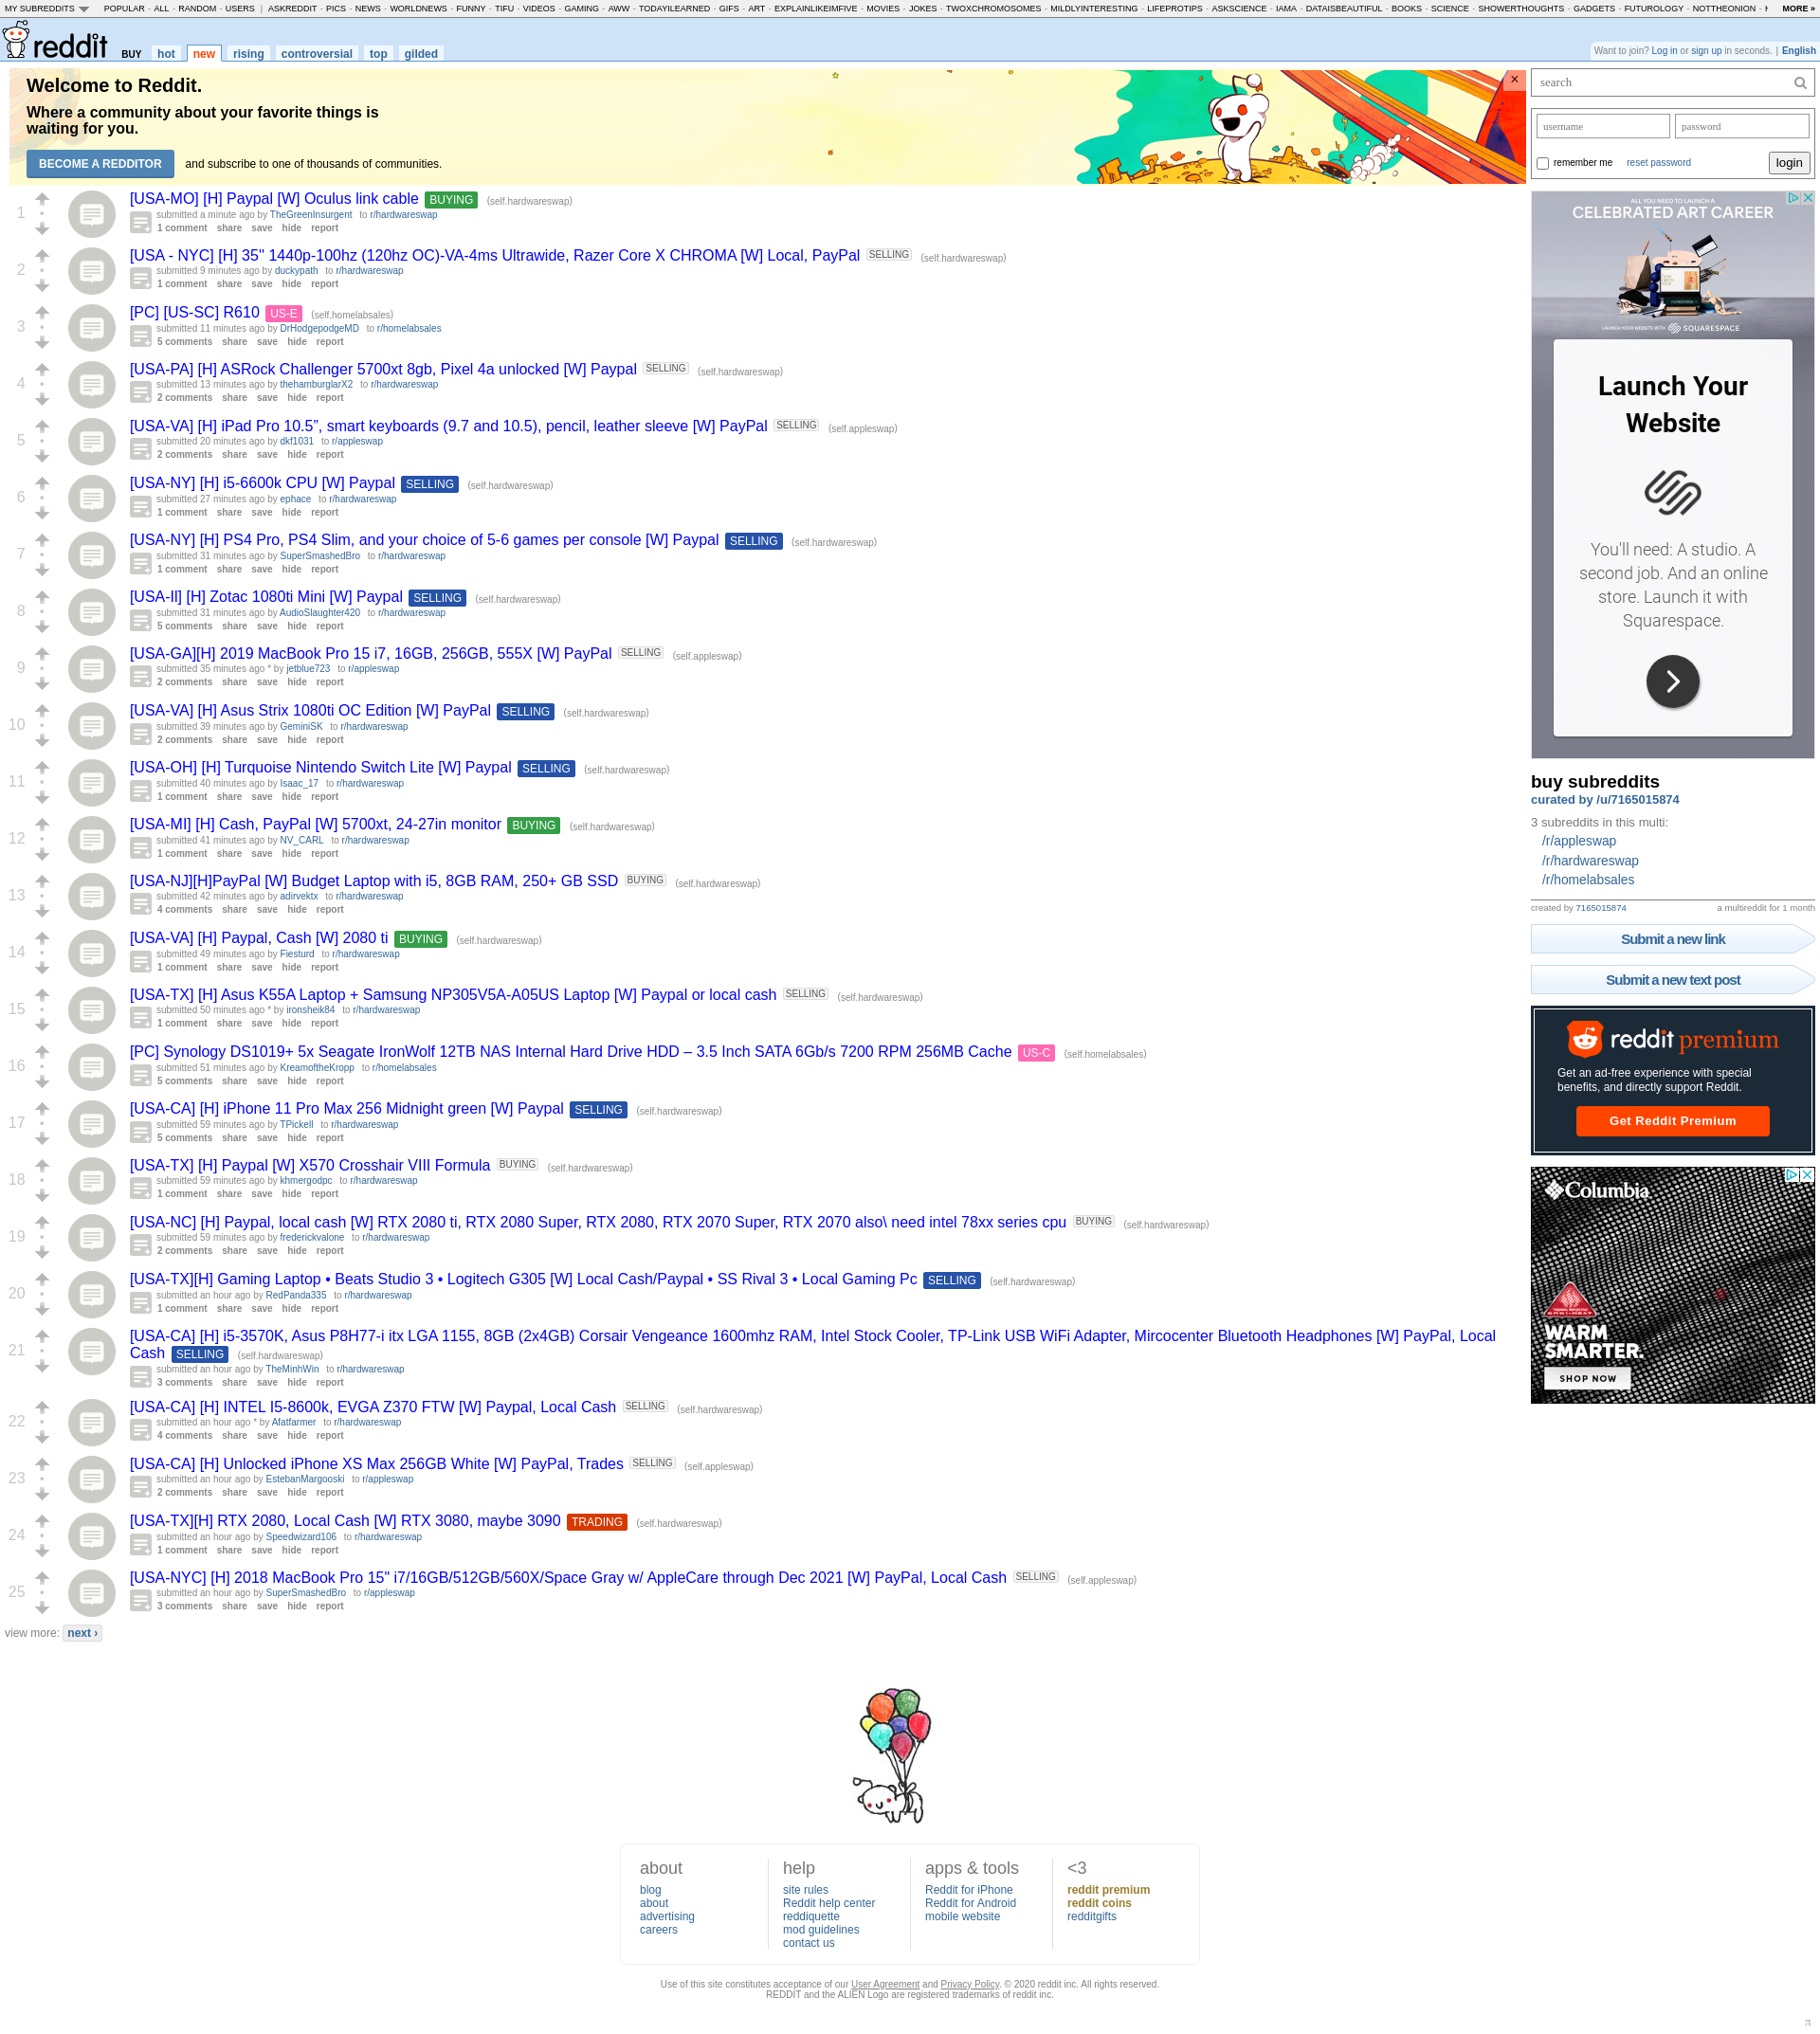 MY SUBREDDITS POPULAR - ALL - RANDOM - USERS | ASKREDDIT - PICS - NEWS - WORLDNEWS - FUNNY - TIFU - VIDEOS - GAMING - AWW - TODAYILEARNED - GIFS - ART - EXPLAINLIKEIMFIVE - MOVIES - JOKES - TWOXCHROMOSOMES - MILDLYINTERESTING - LIFEPROTIPS - ASKSCIENCE - IAMA - DATAISBEAUTIFUL - BOOKS - SCIENCE - SHOWERTHOUGHTS - GADGETS - FUTUROLOGY - NOTTHEONION - MORE »
reddit BUY hot new rising controversial top gilded
Want to join? Log in or sign up in seconds. | English
Welcome to Reddit.
Where a community about your favorite things is
waiting for you.
BECOME A REDDITOR and subscribe to one of thousands of communities.
1
[USA-MO] [H] Paypal [W] Oculus link cable BUYING (self.hardwareswap)
submitted a minute ago by TheGreenInsurgent to r/hardwareswap
1 comment share save hide report
2
[USA - NYC] [H] 35" 1440p-100hz (120hz OC)-VA-4ms Ultrawide, Razer Core X CHROMA [W] Local, PayPal SELLING (self.hardwareswap)
submitted 9 minutes ago by duckypath to r/hardwareswap
1 comment share save hide report
3
[PC] [US-SC] R610 US-E (self.homelabsales)
submitted 11 minutes ago by DrHodgepodgeMD to r/homelabsales
5 comments share save hide report
4
[USA-PA] [H] ASRock Challenger 5700xt 8gb, Pixel 4a unlocked [W] Paypal SELLING (self.hardwareswap)
submitted 13 minutes ago by thehamburglarX2 to r/hardwareswap
2 comments share save hide report
5
[USA-VA] [H] iPad Pro 10.5”, smart keyboards (9.7 and 10.5), pencil, leather sleeve [W] PayPal SELLING (self.appleswap)
submitted 20 minutes ago by dkf1031 to r/appleswap
2 comments share save hide report
6
[USA-NY] [H] i5-6600k CPU [W] Paypal SELLING (self.hardwareswap)
submitted 27 minutes ago by ephace to r/hardwareswap
1 comment share save hide report
7
[USA-NY] [H] PS4 Pro, PS4 Slim, and your choice of 5-6 games per console [W] Paypal SELLING (self.hardwareswap)
submitted 31 minutes ago by SuperSmashedBro to r/hardwareswap
1 comment share save hide report
8
[USA-Il] [H] Zotac 1080ti Mini [W] Paypal SELLING (self.hardwareswap)
submitted 31 minutes ago by AudioSlaughter420 to r/hardwareswap
5 comments share save hide report
9
[USA-GA][H] 2019 MacBook Pro 15 i7, 16GB, 256GB, 555X [W] PayPal SELLING (self.appleswap)
submitted 35 minutes ago * by jetblue723 to r/appleswap
2 comments share save hide report
10
[USA-VA] [H] Asus Strix 1080ti OC Edition [W] PayPal SELLING (self.hardwareswap)
submitted 39 minutes ago by GeminiSK to r/hardwareswap
2 comments share save hide report
11
[USA-OH] [H] Turquoise Nintendo Switch Lite [W] Paypal SELLING (self.hardwareswap)
submitted 40 minutes ago by Isaac_17 to r/hardwareswap
1 comment share save hide report
12
[USA-MI] [H] Cash, PayPal [W] 5700xt, 24-27in monitor BUYING (self.hardwareswap)
submitted 41 minutes ago by NV_CARL to r/hardwareswap
1 comment share save hide report
13
[USA-NJ][H]PayPal [W] Budget Laptop with i5, 8GB RAM, 250+ GB SSD BUYING (self.hardwareswap)
submitted 42 minutes ago by adirvektx to r/hardwareswap
4 comments share save hide report
14
[USA-VA] [H] Paypal, Cash [W] 2080 ti BUYING (self.hardwareswap)
submitted 49 minutes ago by Fiesturd to r/hardwareswap
1 comment share save hide report
15
[USA-TX] [H] Asus K55A Laptop + Samsung NP305V5A-A05US Laptop [W] Paypal or local cash SELLING (self.hardwareswap)
submitted 50 minutes ago * by ironsheik84 to r/hardwareswap
1 comment share save hide report
16
[PC] Synology DS1019+ 5x Seagate IronWolf 12TB NAS Internal Hard Drive HDD – 3.5 Inch SATA 6Gb/s 7200 RPM 256MB Cache US-C (self.homelabsales)
submitted 51 minutes ago by KreamoftheKropp to r/homelabsales
5 comments share save hide report
17
[USA-CA] [H] iPhone 11 Pro Max 256 Midnight green [W] Paypal SELLING (self.hardwareswap)
submitted 59 minutes ago by TPickell to r/hardwareswap
5 comments share save hide report
18
[USA-TX] [H] Paypal [W] X570 Crosshair VIII Formula BUYING (self.hardwareswap)
submitted 59 minutes ago by khmergodpc to r/hardwareswap
1 comment share save hide report
19
[USA-NC] [H] Paypal, local cash [W] RTX 2080 ti, RTX 2080 Super, RTX 2080, RTX 2070 Super, RTX 2070 also\ need intel 78xx series cpu BUYING (self.hardwareswap)
submitted 59 minutes ago by frederickvalone to r/hardwareswap
2 comments share save hide report
20
[USA-TX][H] Gaming Laptop • Beats Studio 3 • Logitech G305 [W] Local Cash/Paypal • SS Rival 3 • Local Gaming Pc SELLING (self.hardwareswap)
submitted an hour ago by RedPanda335 to r/hardwareswap
1 comment share save hide report
21
[USA-CA] [H] i5-3570K, Asus P8H77-i itx LGA 1155, 8GB (2x4GB) Corsair Vengeance 1600mhz RAM, Intel Stock Cooler, TP-Link USB WiFi Adapter, Mircocenter Bluetooth Headphones [W] PayPal, Local
Cash SELLING (self.hardwareswap)
submitted an hour ago by TheMinhWin to r/hardwareswap
3 comments share save hide report
22
[USA-CA] [H] INTEL I5-8600k, EVGA Z370 FTW [W] Paypal, Local Cash SELLING (self.hardwareswap)
submitted an hour ago * by Afatfarmer to r/hardwareswap
4 comments share save hide report
23
[USA-CA] [H] Unlocked iPhone XS Max 256GB White [W] PayPal, Trades SELLING (self.appleswap)
submitted an hour ago by EstebanMargooski to r/appleswap
2 comments share save hide report
24
[USA-TX][H] RTX 2080, Local Cash [W] RTX 3080, maybe 3090 TRADING (self.hardwareswap)
submitted an hour ago by Speedwizard106 to r/hardwareswap
1 comment share save hide report
25
[USA-NYC] [H] 2018 MacBook Pro 15" i7/16GB/512GB/560X/Space Gray w/ AppleCare through Dec 2021 [W] PayPal, Local Cash SELLING (self.appleswap)
submitted an hour ago by SuperSmashedBro to r/appleswap
3 comments share save hide report
view more: next ›
search
username password
remember me reset password login
ALL YOU NEED TO LAUNCH A
CELEBRATED ART CAREER
LAUNCH YOUR WEBSITE WITH SQUARESPACE
Launch Your
Website
You'll need: A studio. A
second job. And an online
store. Launch it with
Squarespace.
buy subreddits
curated by /u/7165015874
3 subreddits in this multi:
/r/appleswap
/r/hardwareswap
/r/homelabsales
created by 7165015874 a multireddit for 1 month
Submit a new link
Submit a new text post
reddit premium
Get an ad-free experience with special
benefits, and directly support Reddit.
Get Reddit Premium
Columbia
OMNI-HEAT
WARM
SMARTER.
SHOP NOW
about
blog
about
advertising
careers
help
site rules
Reddit help center
reddiquette
mod guidelines
contact us
apps & tools
Reddit for iPhone
Reddit for Android
mobile website
<3
reddit premium
reddit coins
redditgifts
Use of this site constitutes acceptance of our User Agreement and Privacy Policy. © 2020 reddit inc. All rights reserved.
REDDIT and the ALIEN Logo are registered trademarks of reddit inc.
π